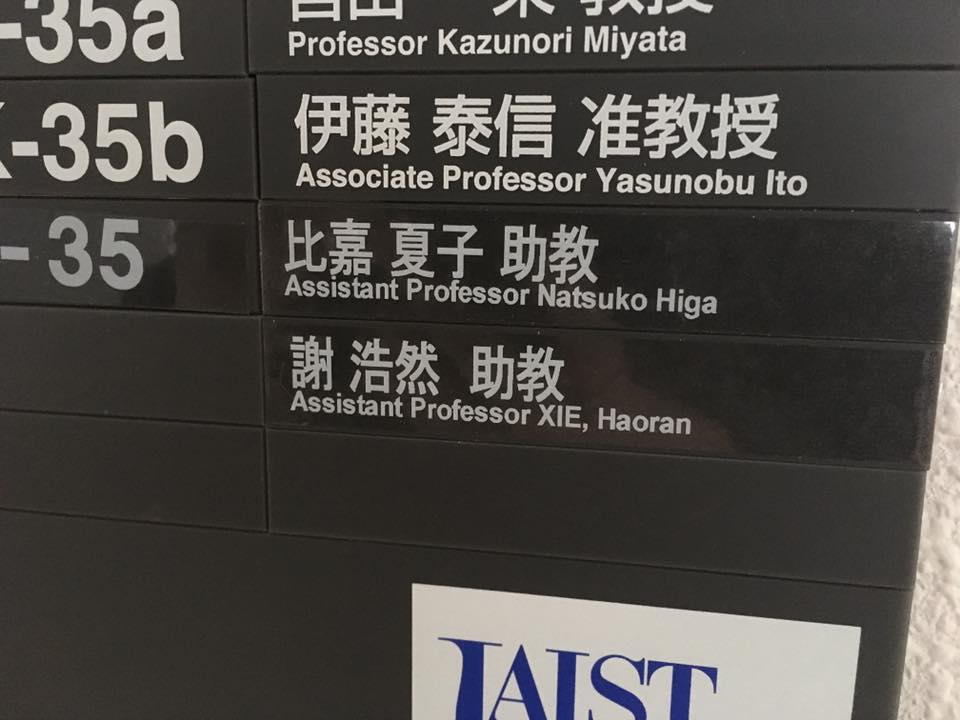 -35a
Professor Kazunori Miyata
-35b
伊藤 泰信 准教授
Associate Professor Yasunobu Ito
-35
比嘉 夏子 助教
Assistant Professor Natsuko Higa
謝 浩然 助教
Assistant Professor XIE, Haoran
JAIST